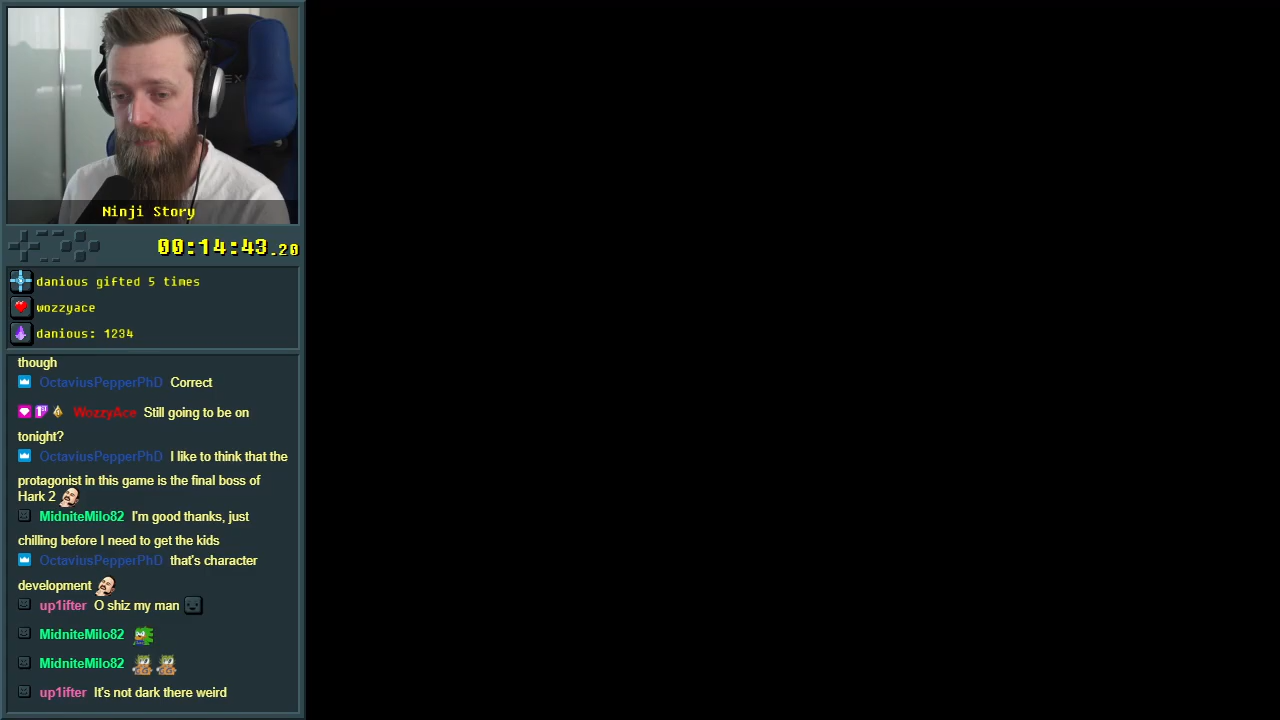 Ninji Story
00:14:43.20
danious gifted 5 times
wozzyace
danious: 1234
though
OctaviusPepperPhD Correct
WozzyAce Still going to be on
tonight?
OctaviusPepperPhD I like to think that the
protagonist in this game is the final boss of
Hark 2
MidniteMilo82 I'm good thanks, just
chilling before I need to get the kids
OctaviusPepperPhD that's character
development
up1ifter O shiz my man
MidniteMilo82
MidniteMilo82
up1ifter It's not dark there weird